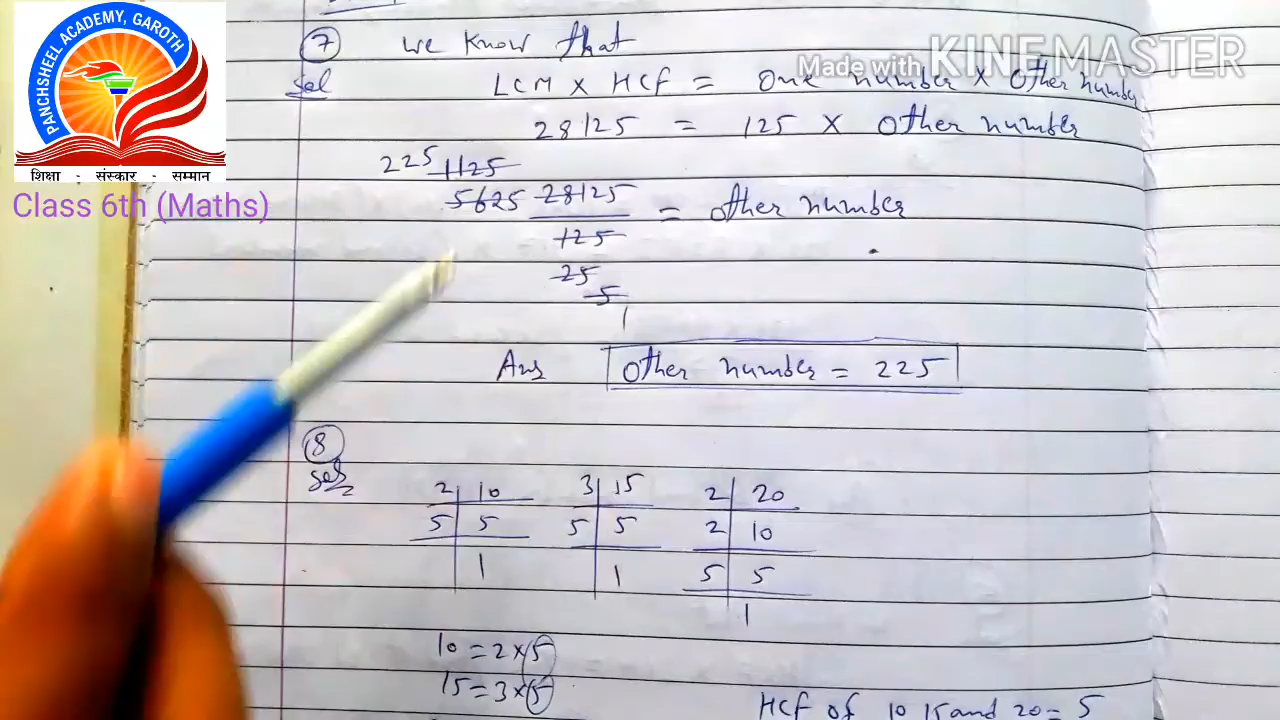 PANCHSHEEL ACADEMY, GAROTH
शिक्षा - संस्कार - सम्मान
Class 6th (Maths)
Made with KINEMASTER
7 We know that
Sol LCM x HCF = One number x Other number
28125 = 125 x Other number
225 1125
5625 28125 = other number
125
25
5
1
Ans Other number = 225
8
Sol
2 10 3 15 2 20
5 5 5 5 2 10
1 1 5 5
1
10 = 2 x 5
15 = 3 x 5
HCF of 10 15 and 20 = 5